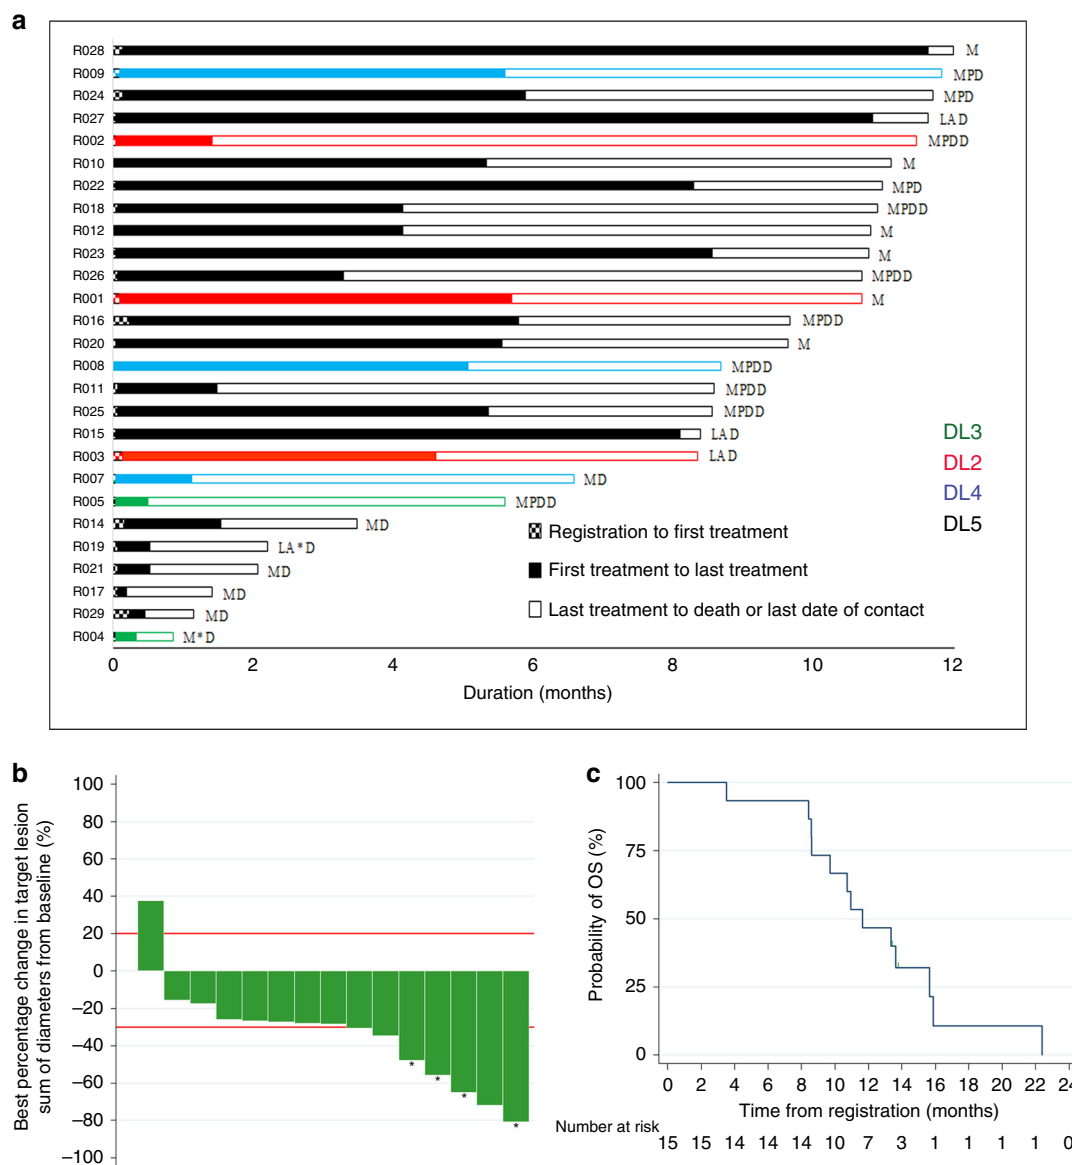 a
R028 M
R009 MPD
R024 MPD
R027 LAD
R002 MPDD
R010 M
R022 MPD
R018 MPDD
R012 M
R023 M
R026 MPDD
R001 M
R016 MPDD
R020 M
R008 MPDD
R011 MPDD
R025 MPDD
R015 LAD
R003 LAD
R007 MD
R005 MPDD
R014 MD
R019 LA*D
R021 MD
R017 MD
R029 MD
R004 M*D
DL3
DL2
DL4
DL5
Registration to first treatment
First treatment to last treatment
Last treatment to death or last date of contact
0 2 4 6 8 10 12
Duration (months)
b
Best percentage change in target lesion
sum of diameters from baseline (%)
100
80
60
40
20
0
–20
–40
–60
–80
–100
* * * *
c
Probability of OS (%)
100
75
50
25
0
0 2 4 6 8 10 12 14 16 18 20 22 24
Time from registration (months)
Number at risk
15 15 14 14 14 10 7 3 1 1 1 1 0